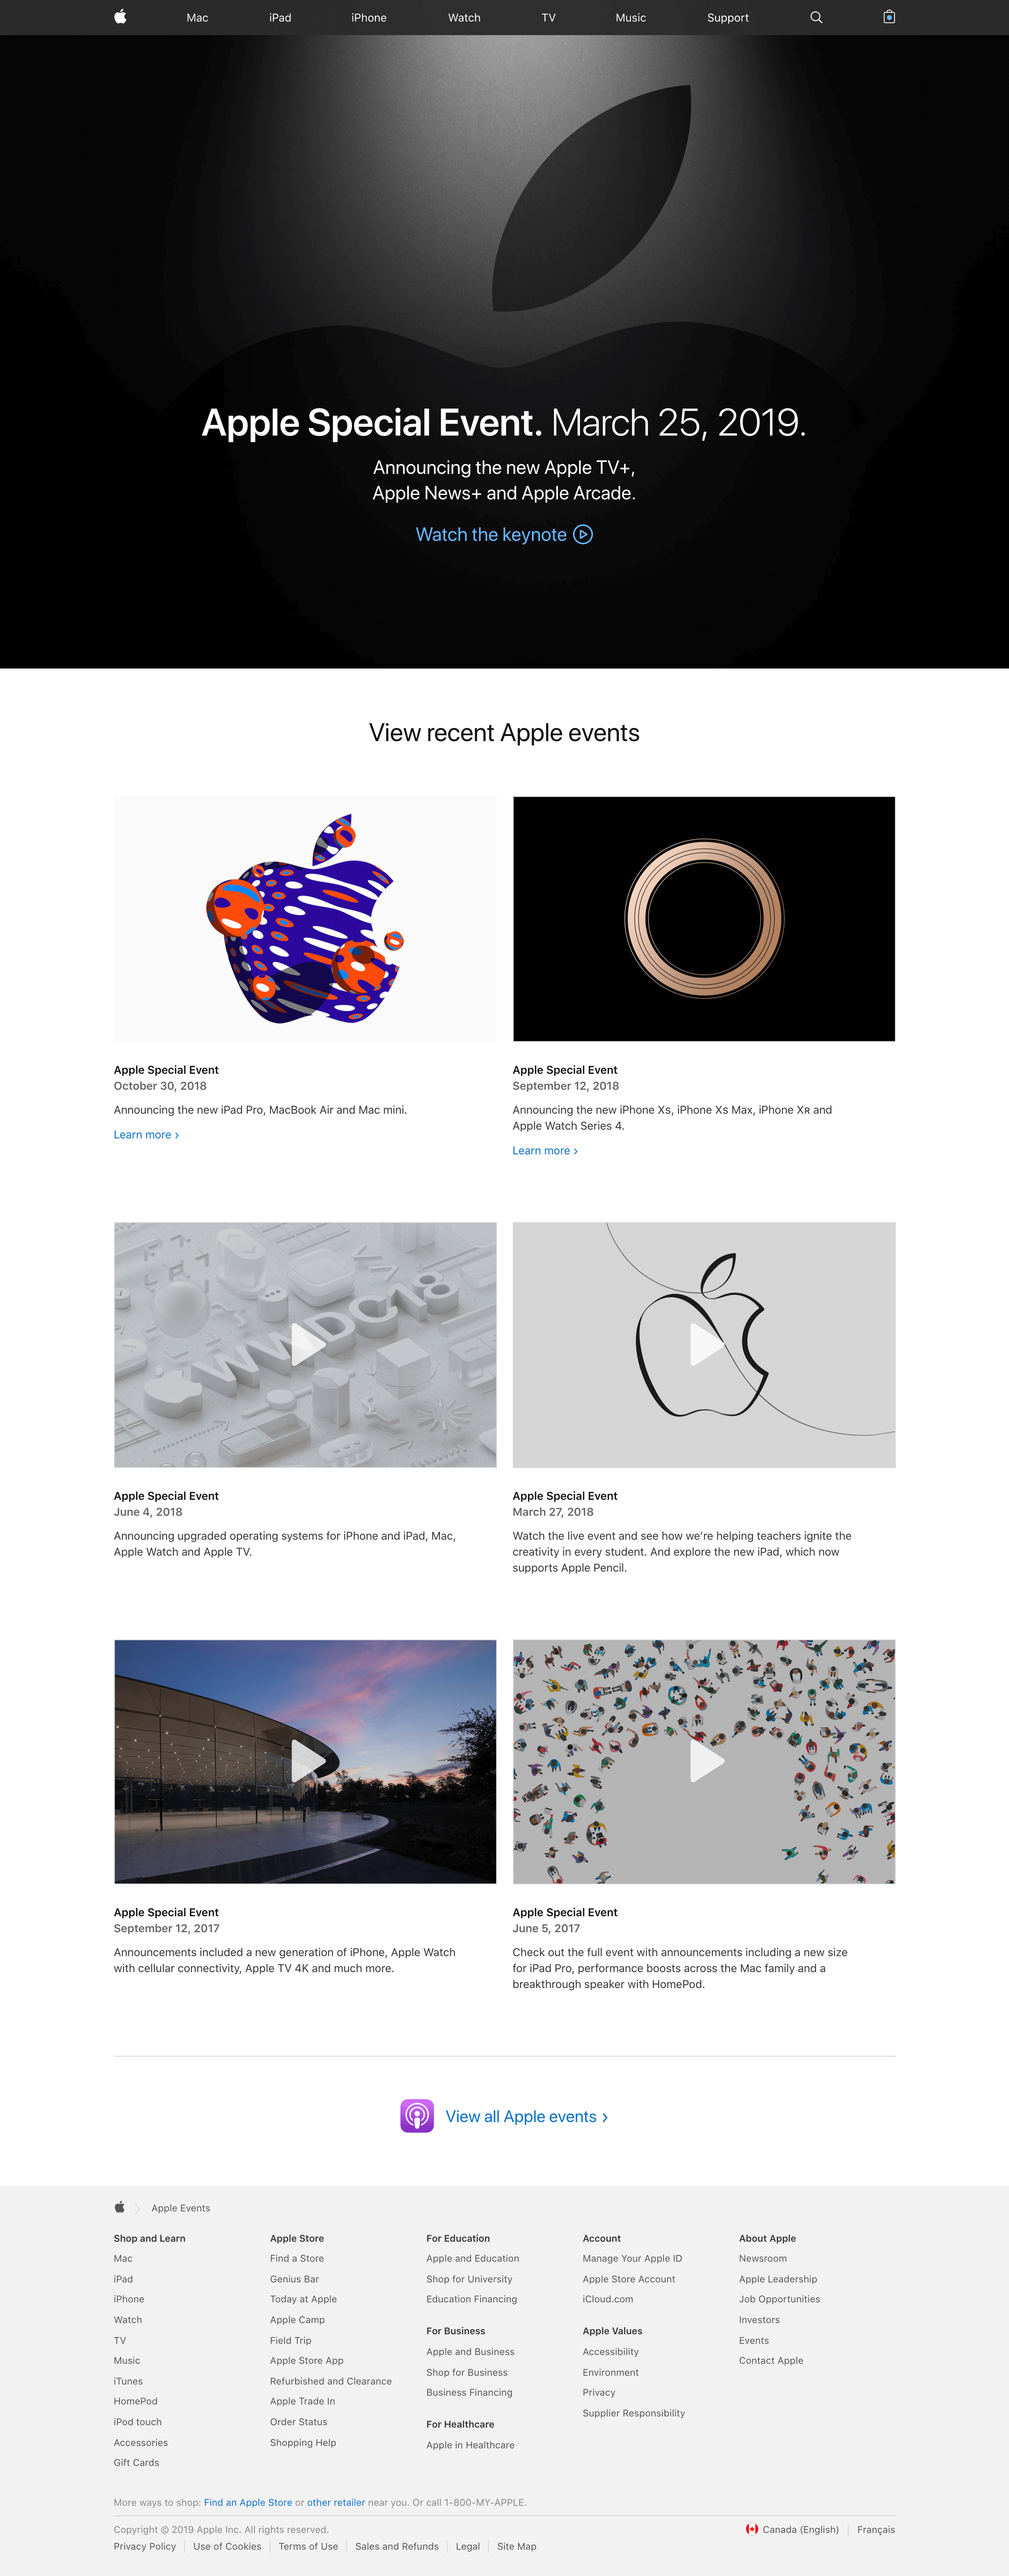 Mac
iPad
iPhone
Watch
TV
Music
Support
Apple Special Event. March 25, 2019.
Announcing the new Apple TV+,
Apple News+ and Apple Arcade.
Watch the keynote
View recent Apple events
Apple Special Event
October 30, 2018
Announcing the new iPad Pro, MacBook Air and Mac mini.
Learn more ›
Apple Special Event
September 12, 2018
Announcing the new iPhone Xs, iPhone Xs Max, iPhone XR and
Apple Watch Series 4.
Learn more ›
WWDC18
Apple Special Event
June 4, 2018
Announcing upgraded operating systems for iPhone and iPad, Mac,
Apple Watch and Apple TV.
Apple Special Event
March 27, 2018
Watch the live event and see how we’re helping teachers ignite the
creativity in every student. And explore the new iPad, which now
supports Apple Pencil.
Apple Special Event
September 12, 2017
Announcements included a new generation of iPhone, Apple Watch
with cellular connectivity, Apple TV 4K and much more.
Apple Special Event
June 5, 2017
Check out the full event with announcements including a new size
for iPad Pro, performance boosts across the Mac family and a
breakthrough speaker with HomePod.
View all Apple events ›
Apple Events
Shop and Learn
Mac
iPad
iPhone
Watch
TV
Music
iTunes
HomePod
iPod touch
Accessories
Gift Cards
Apple Store
Find a Store
Genius Bar
Today at Apple
Apple Camp
Field Trip
Apple Store App
Refurbished and Clearance
Apple Trade In
Order Status
Shopping Help
For Education
Apple and Education
Shop for University
Education Financing
For Business
Apple and Business
Shop for Business
Business Financing
For Healthcare
Apple in Healthcare
Account
Manage Your Apple ID
Apple Store Account
iCloud.com
Apple Values
Accessibility
Environment
Privacy
Supplier Responsibility
About Apple
Newsroom
Apple Leadership
Job Opportunities
Investors
Events
Contact Apple
More ways to shop: Find an Apple Store or other retailer near you. Or call 1-800-MY-APPLE.
Copyright © 2019 Apple Inc. All rights reserved.
Canada (English)
Français
Privacy Policy
Use of Cookies
Terms of Use
Sales and Refunds
Legal
Site Map